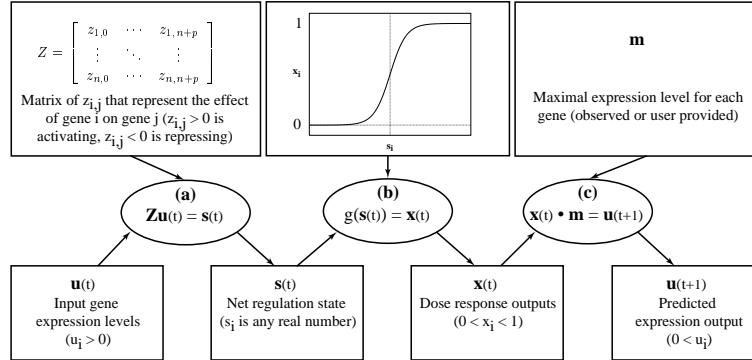 Z = [ z1,0 ⋯ z1,n+p
⋮ ⋱ ⋮
zn,0 ⋯ zn,n+p ]
Matrix of zi,j that represent the effect
of gene i on gene j (zi,j > 0 is
activating, zi,j < 0 is repressing)
1
xi
0
si
m
Maximal expression level for each
gene (observed or user provided)
(a)
Zu(t) = s(t)
(b)
g(s(t)) = x(t)
(c)
x(t) • m = u(t+1)
u(t)
Input gene
expression levels
(ui > 0)
s(t)
Net regulation state
(si is any real number)
x(t)
Dose response outputs
(0 < xi < 1)
u(t+1)
Predicted
expression output
(0 < ui)